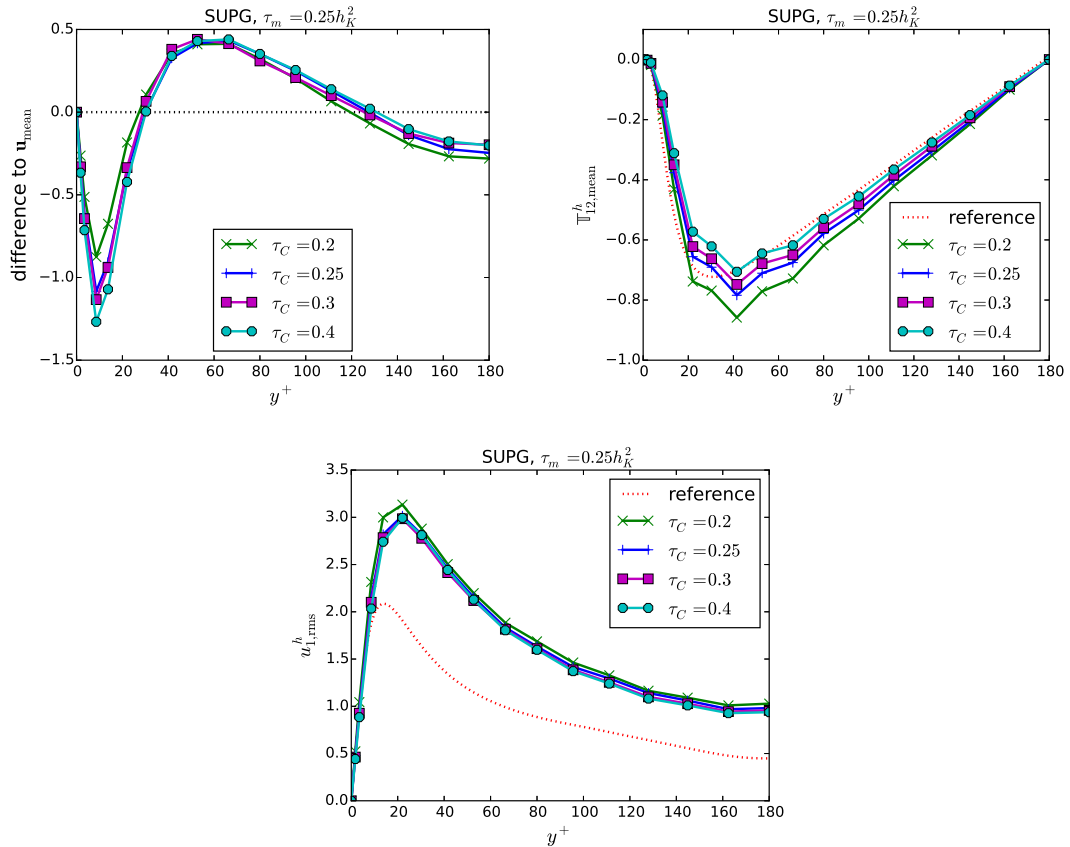 SUPG, τ_m = 0.25h_K^2
difference to u_mean
0.5
0.0
−0.5
−1.0
−1.5
τ_C = 0.2
τ_C = 0.25
τ_C = 0.3
τ_C = 0.4
0 20 40 60 80 100 120 140 160 180
y^+
SUPG, τ_m = 0.25h_K^2
𝕋^h_12,mean
0.0
−0.2
−0.4
−0.6
−0.8
−1.0
reference
τ_C = 0.2
τ_C = 0.25
τ_C = 0.3
τ_C = 0.4
0 20 40 60 80 100 120 140 160 180
y^+
SUPG, τ_m = 0.25h_K^2
u^h_1,rms
3.5
3.0
2.5
2.0
1.5
1.0
0.5
0.0
reference
τ_C = 0.2
τ_C = 0.25
τ_C = 0.3
τ_C = 0.4
0 20 40 60 80 100 120 140 160 180
y^+